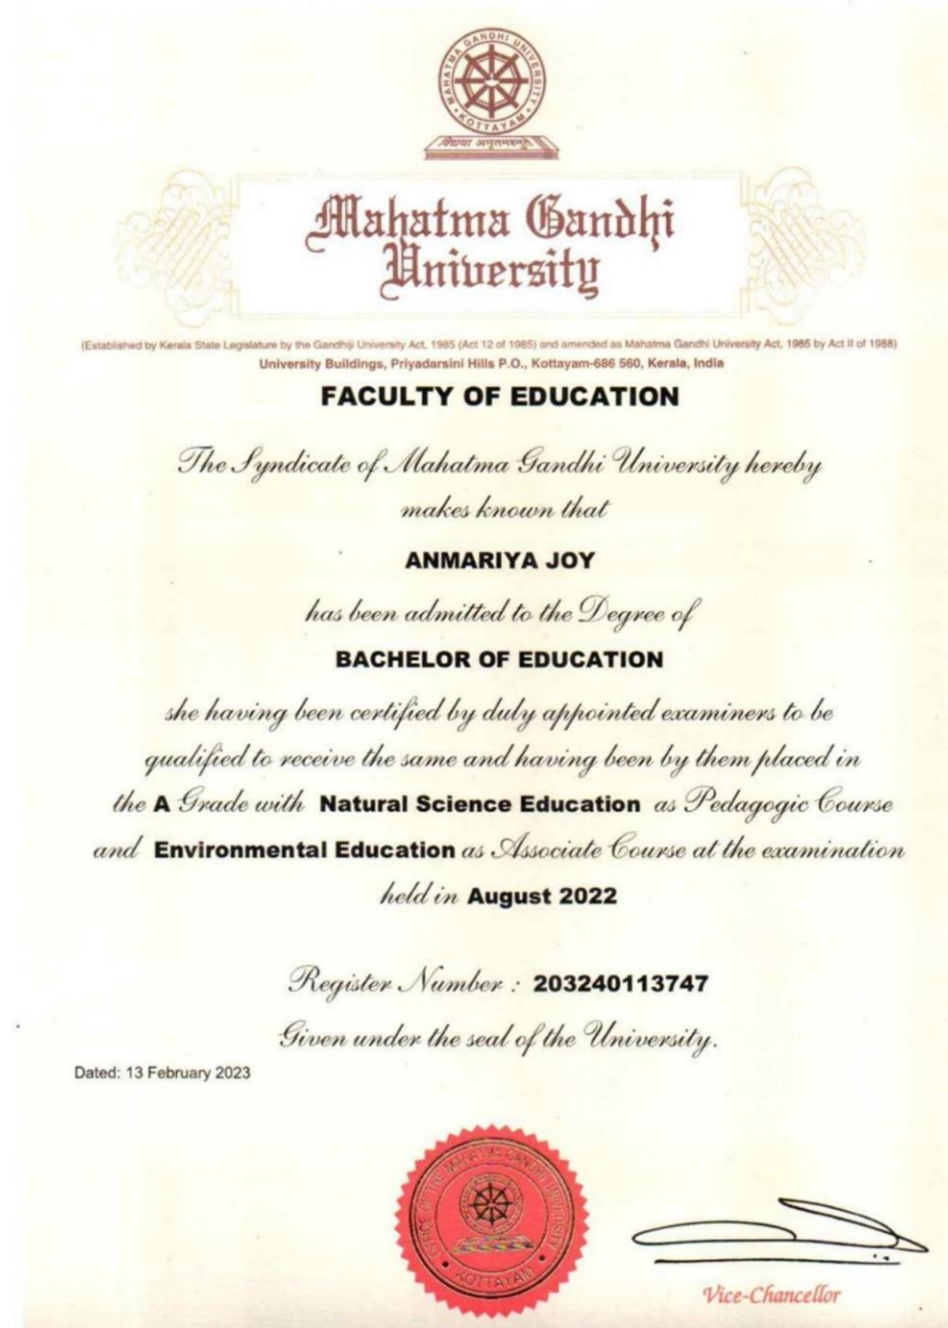 MAHATMA GANDHI UNIVERSITY
KOTTAYAM
विद्यया अमृतमश्नुते
Mahatma Gandhi
University
(Established by Kerala State Legislature by the Gandhiji University Act, 1985 (Act 12 of 1985) and amended as Mahatma Gandhi University Act, 1985 by Act II of 1988)
University Buildings, Priyadarsini Hills P.O., Kottayam-686 560, Kerala, India
FACULTY OF EDUCATION
The Syndicate of Mahatma Gandhi University hereby
makes known that
ANMARIYA JOY
has been admitted to the Degree of
BACHELOR OF EDUCATION
she having been certified by duly appointed examiners to be
qualified to receive the same and having been by them placed in
the A Grade with Natural Science Education as Pedagogic Course
and Environmental Education as Associate Course at the examination
held in August 2022
Register Number : 203240113747
Given under the seal of the University.
Dated: 13 February 2023
OFFICE OF THE MAHATMA GANDHI UNIVERSITY
KOTTAYAM
Vice-Chancellor